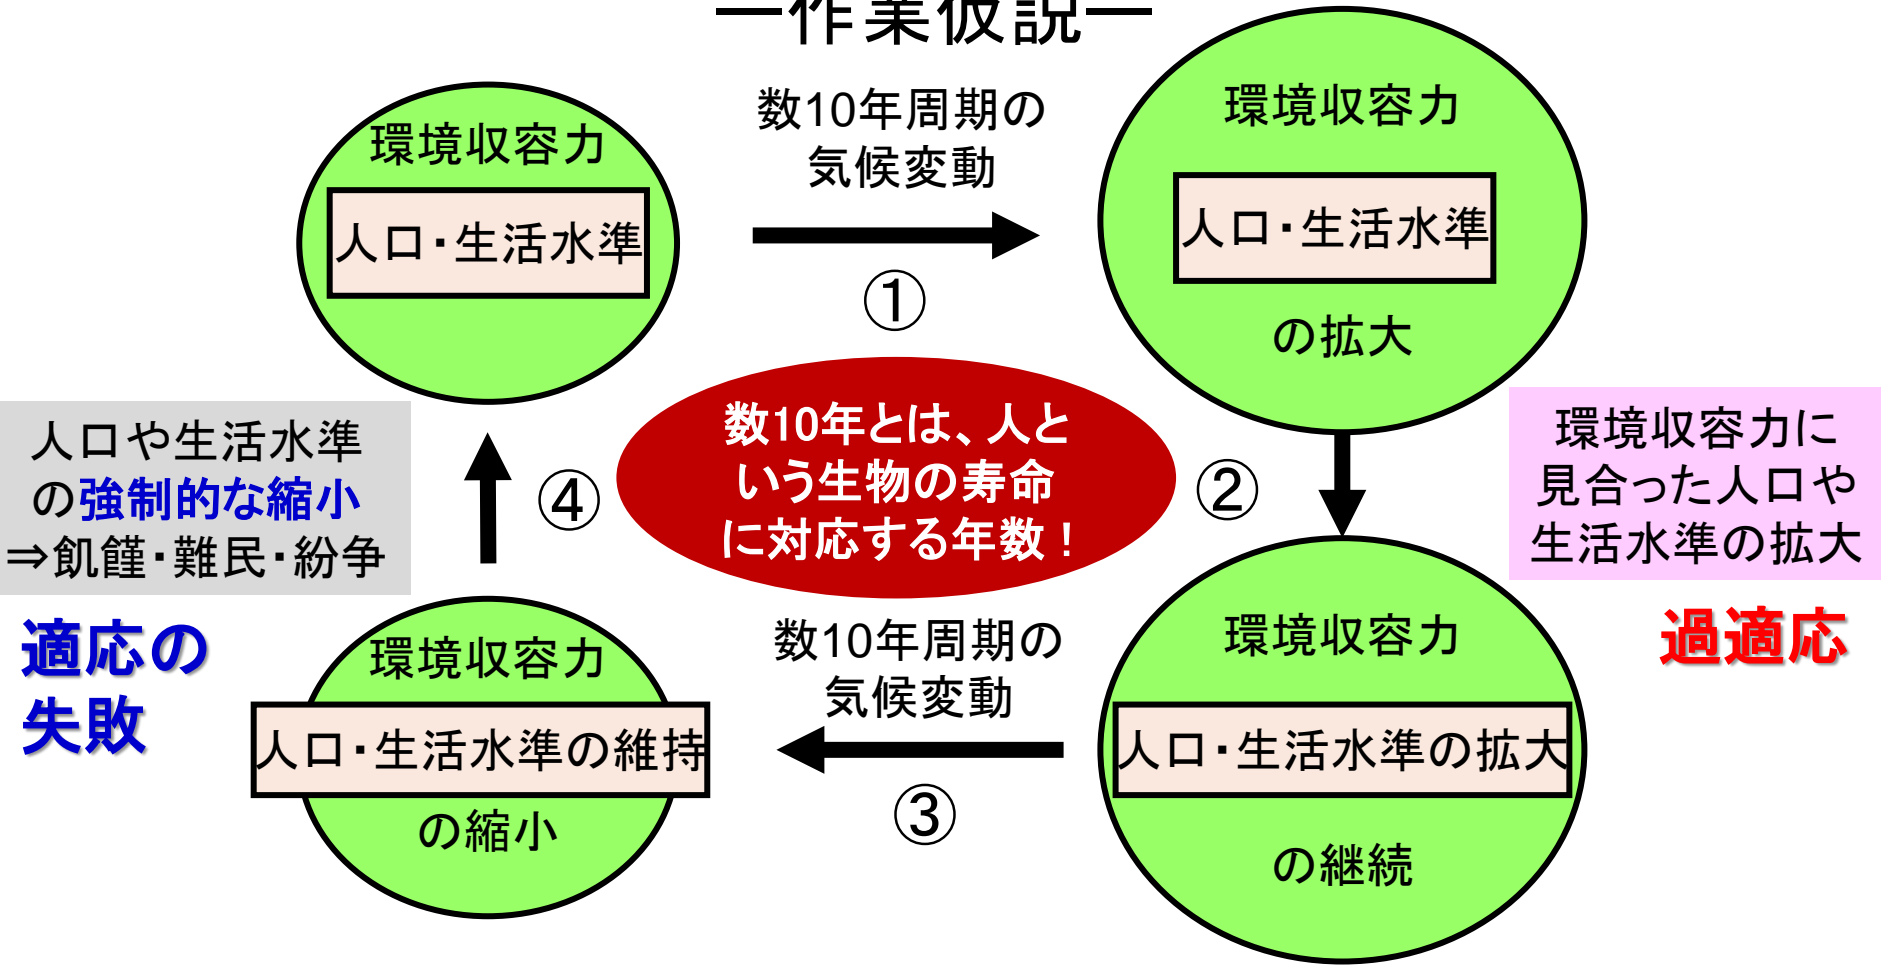 ―作業仮説―
環境収容力
人口・生活水準
数10年周期の
気候変動
①
環境収容力
人口・生活水準
の拡大
人口や生活水準
の強制的な縮小
⇒飢饉・難民・紛争
④
数10年とは、人と
いう生物の寿命
に対応する年数！
②
環境収容力に
見合った人口や
生活水準の拡大
適応の
失敗
過適応
環境収容力
人口・生活水準の維持
の縮小
数10年周期の
気候変動
③
環境収容力
人口・生活水準の拡大
の継続